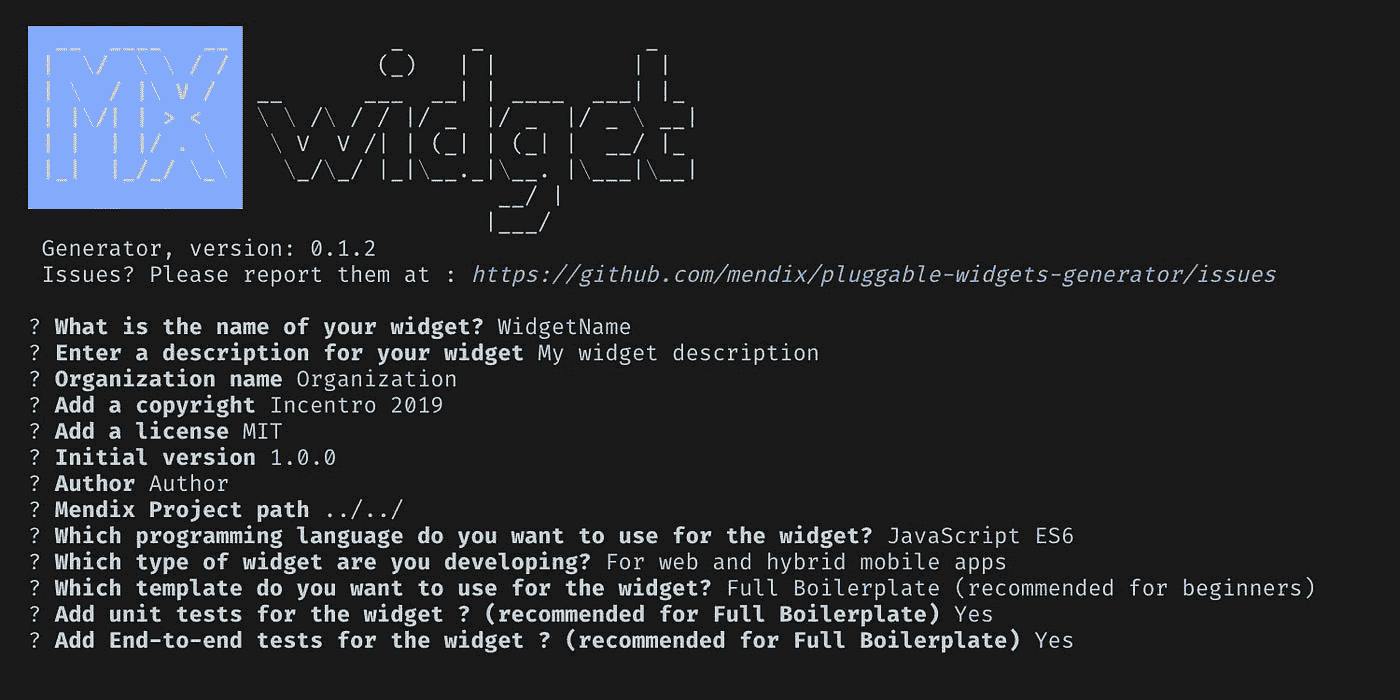 MX widget
Generator, version: 0.1.2
Issues? Please report them at : https://github.com/mendix/pluggable-widgets-generator/issues
? What is the name of your widget? WidgetName
? Enter a description for your widget My widget description
? Organization name Organization
? Add a copyright Incentro 2019
? Add a license MIT
? Initial version 1.0.0
? Author Author
? Mendix Project path ../../
? Which programming language do you want to use for the widget? JavaScript ES6
? Which type of widget are you developing? For web and hybrid mobile apps
? Which template do you want to use for the widget? Full Boilerplate (recommended for beginners)
? Add unit tests for the widget ? (recommended for Full Boilerplate) Yes
? Add End-to-end tests for the widget ? (recommended for Full Boilerplate) Yes